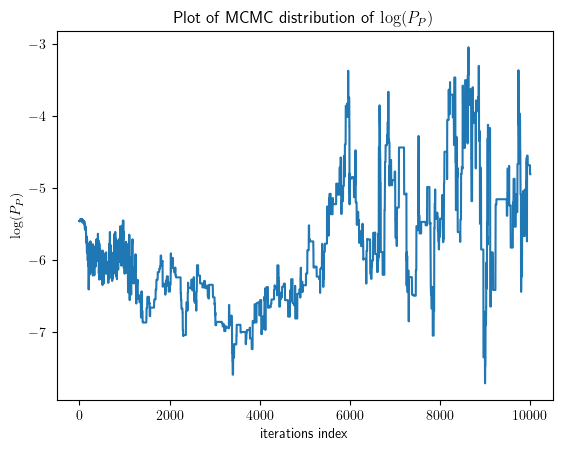 Plot of MCMC distribution of log(P_P)
−3
−4
−5
−6
−7
log(P_P)
0 2000 4000 6000 8000 10000
iterations index